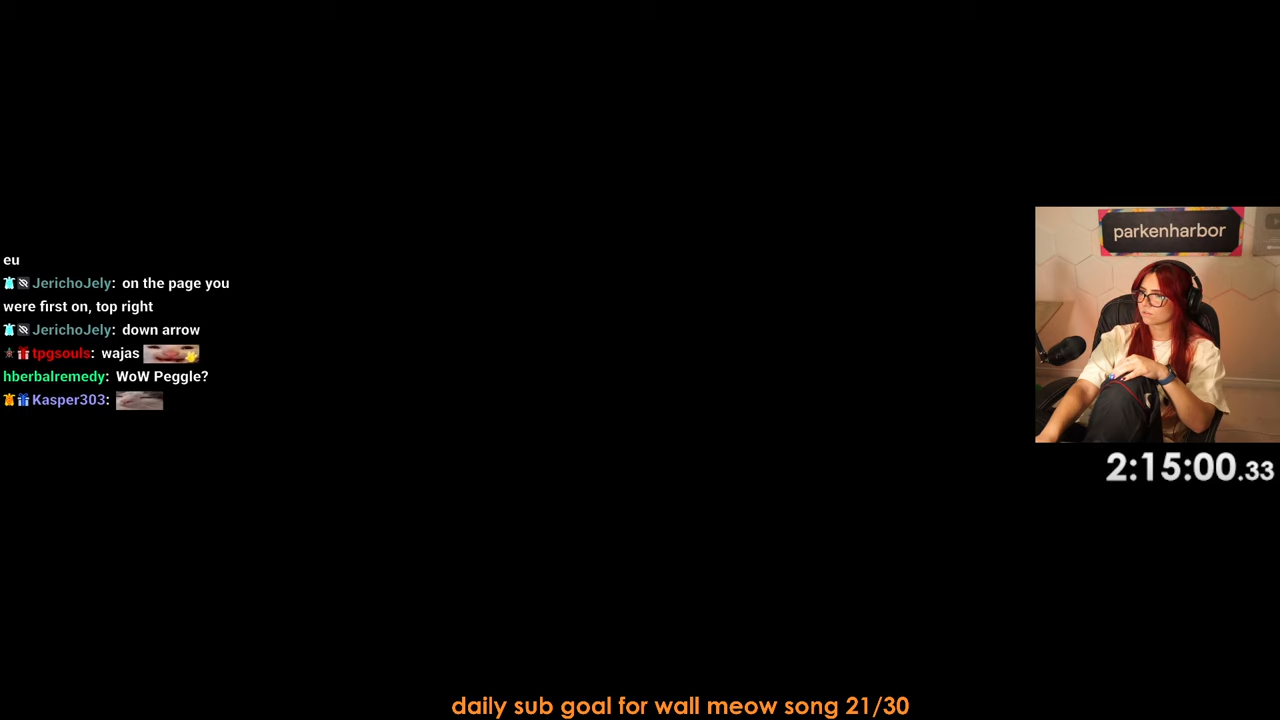 eu
JerichoJely: on the page you
were first on, top right
JerichoJely: down arrow
tpgsouls: wajas
hberbalremedy: WoW Peggle?
Kasper303:
parkenharbor
2:15:00.33
daily sub goal for wall meow song 21/30